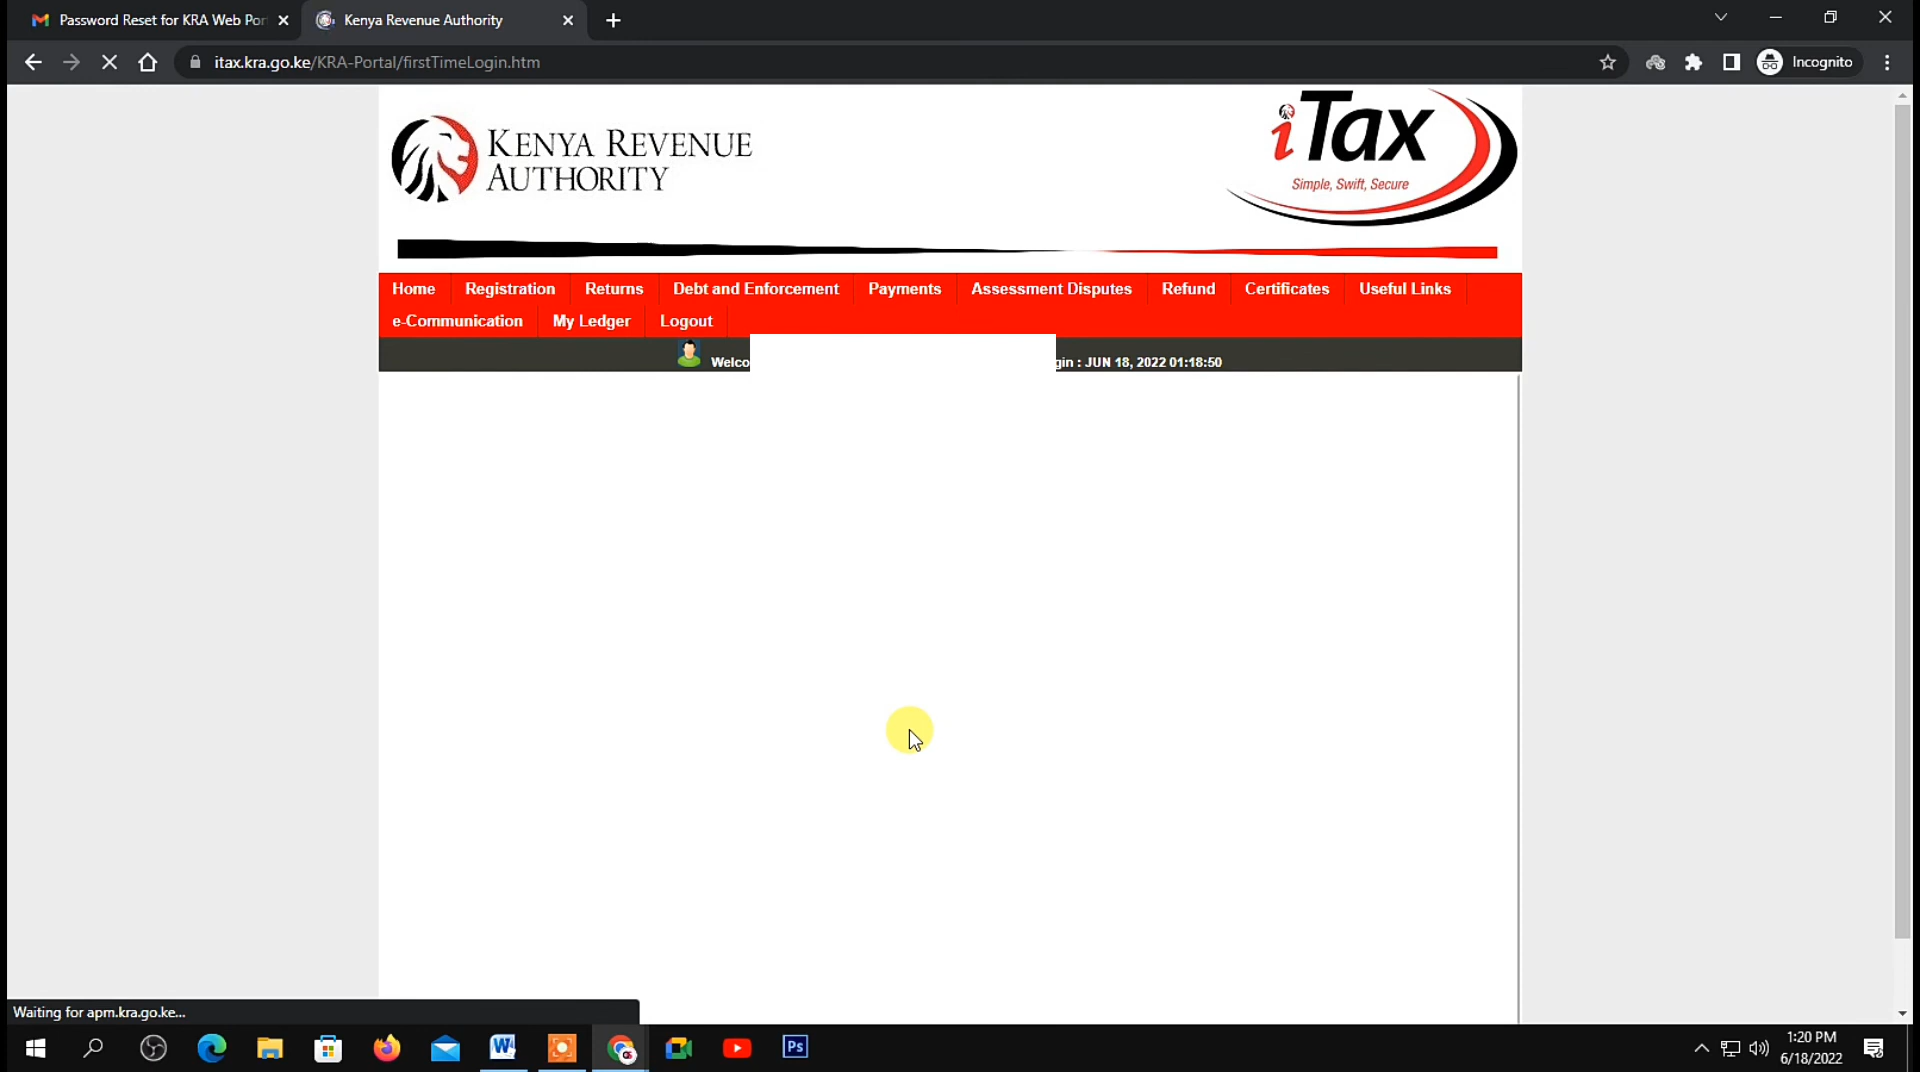 Password Reset for KRA Web Por
Kenya Revenue Authority
itax.kra.go.ke/KRA-Portal/firstTimeLogin.htm
Incognito
KENYA REVENUE
AUTHORITY
iTax
Simple, Swift, Secure
Home Registration Returns Debt and Enforcement Payments Assessment Disputes Refund Certificates Useful Links
e-Communication My Ledger Logout
Welco gin : JUN 18, 2022 01:18:50
Waiting for apm.kra.go.ke...
W
Ps
1:20 PM
6/18/2022